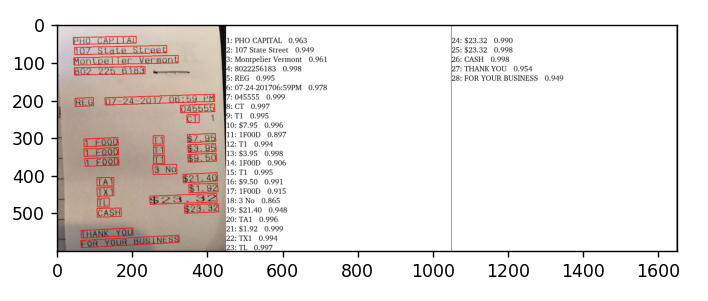 0
100
200
300
400
500
PHO CAPITAL
107 State Street
Montpelier Vermont
802 225 6183
REG 07-24-2017 06:59 PM
045555
CT 1
1 FOOD T1 $7.95
1 FOOD T1 $3.95
1 FOOD T1 $9.50
3 No
TA1 $21.40
TX1 $1.92
TL $23.32
CASH $23.32
THANK YOU
FOR YOUR BUSINESS
1: PHO CAPITAL 0.963
2: 107 State Street 0.949
3: Montpelier Vermont 0.961
4: 8022256183 0.998
5: REG 0.995
6: 07-24-201706:59PM 0.978
7: 045555 0.999
8: CT 0.997
9: T1 0.995
10: $7.95 0.996
11: 1F00D 0.897
12: T1 0.994
13: $3.95 0.998
14: 1F00D 0.906
15: T1 0.995
16: $9.50 0.991
17: 1F00D 0.915
18: 3 No 0.865
19: $21.40 0.948
20: TA1 0.996
21: $1.92 0.999
22: TX1 0.994
23: TL 0.997
24: $23.32 0.990
25: $23.32 0.998
26: CASH 0.998
27: THANK YOU 0.954
28: FOR YOUR BUSINESS 0.949
0 200 400 600 800 1000 1200 1400 1600